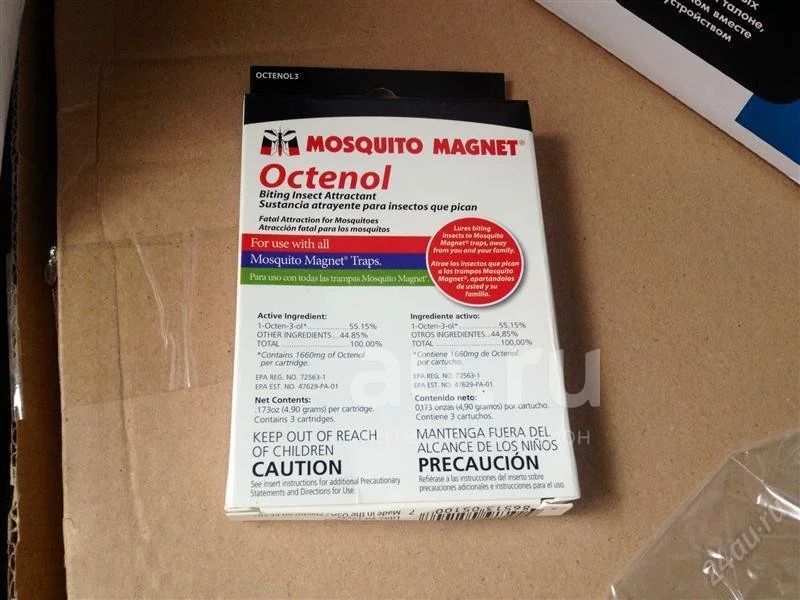 талоне,
ом вместе
устройством
OCTENOL3
MOSQUITO MAGNET®
Octenol
Biting Insect Attractant
Sustancia atrayente para insectos que pican
Fatal Attraction for Mosquitoes
Atracción fatal para los mosquitos
For use with all
Mosquito Magnet® Traps.
Para uso con todas las trampas Mosquito Magnet®.
Lures biting
insects to Mosquito
Magnet® traps, away
from you and your family.
Atrae los insectos que pican
a las trampas Mosquito
Magnet®, apartándolos
de usted y su
familia.
Active Ingredient:
1-Octen-3-ol*............55.15%
OTHER INGREDIENTS...44.85%
TOTAL....................100.00%
*Contains 1660mg of Octenol
per cartridge.
EPA REG. NO. 72563-1
EPA EST. NO. 47629-PA-01
Net Contents:
.173oz (4.90 grams) per cartridge.
Contains 3 cartridges.
KEEP OUT OF REACH
OF CHILDREN
CAUTION
See insert instructions for additional Precautionary
Statements and Directions for Use.
Ingrediente activo:
1-Octen-3-ol*............55,15%
OTROS INGREDIENTES...44,85%
TOTAL....................100,00%
*Contiene 1660mg de Octenol
por cartucho.
EPA REG. NO. 72563-1
EPA EST. NO. 47629-PA-01
Contenido neto:
0,173 onzas (4,90 gramos) por cartucho.
Contiene 3 cartuchos.
MANTENGA FUERA DEL
ALCANCE DE LOS NIÑOS
PRECAUCIÓN
Refiérase a las instrucciones del inserto sobre
precauciones adicionales e instrucciones para el uso.
au.ru
24au.ru